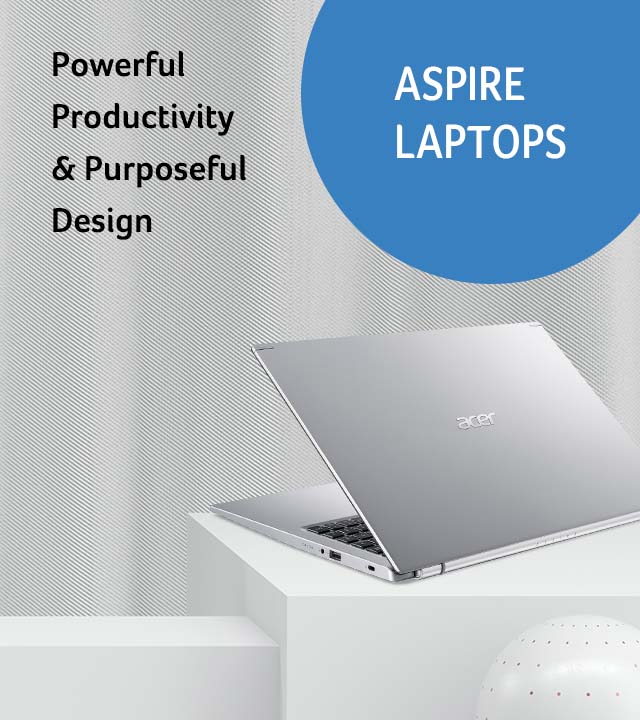 Powerful
Productivity
& Purposeful
Design
ASPIRE
LAPTOPS
acer